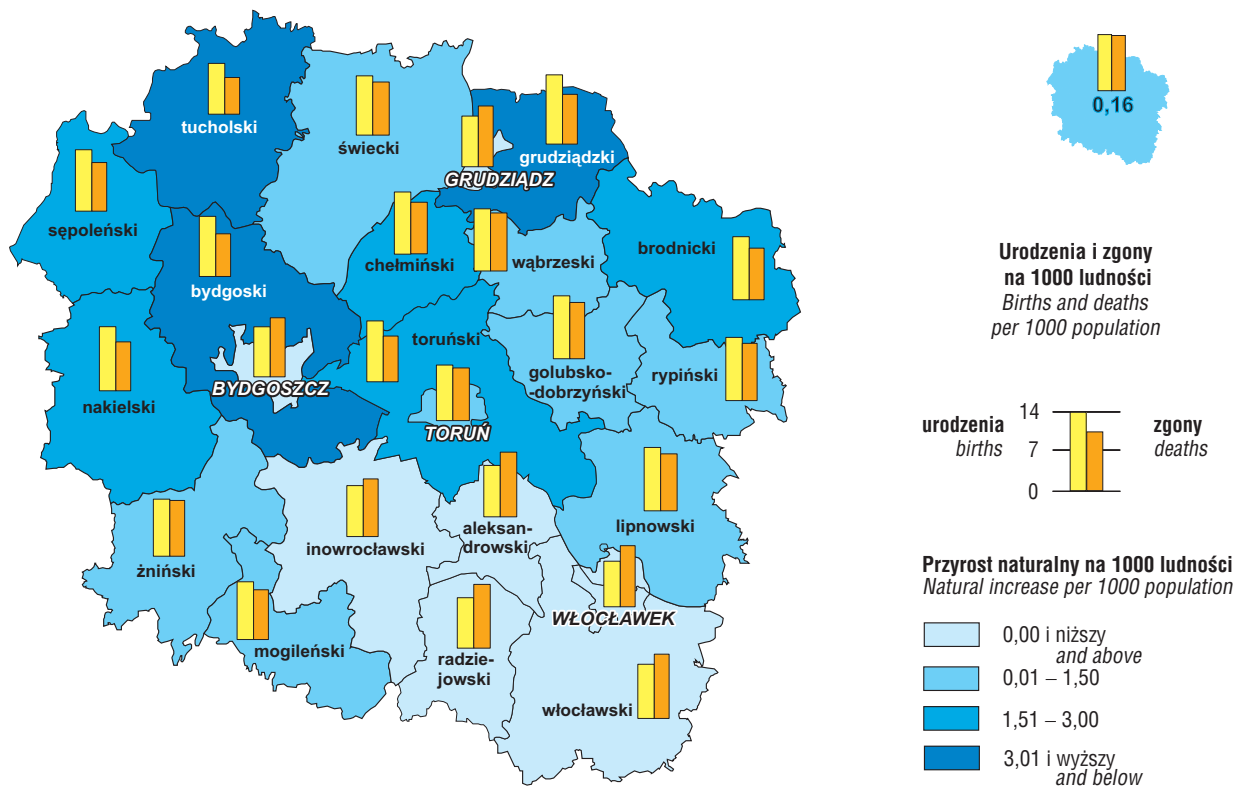 tucholski
świecki
grudziądzki
GRUDZIĄDZ
sępoleński
chełmiński
wąbrzeski
brodnicki
bydgoski
toruński
golubsko-
-dobrzyński
rypiński
BYDGOSZCZ
nakielski
TORUŃ
aleksan-
drowski
lipnowski
inowrocławski
żniński
WŁOCŁAWEK
mogileński
radzie-
jowski
włocławski
0,16
Urodzenia i zgony
na 1000 ludności
Births and deaths
per 1000 population
urodzenia
births
14
7
0
zgony
deaths
Przyrost naturalny na 1000 ludności
Natural increase per 1000 population
0,00 i niższy
and above
0,01 – 1,50
1,51 – 3,00
3,01 i wyższy
and below